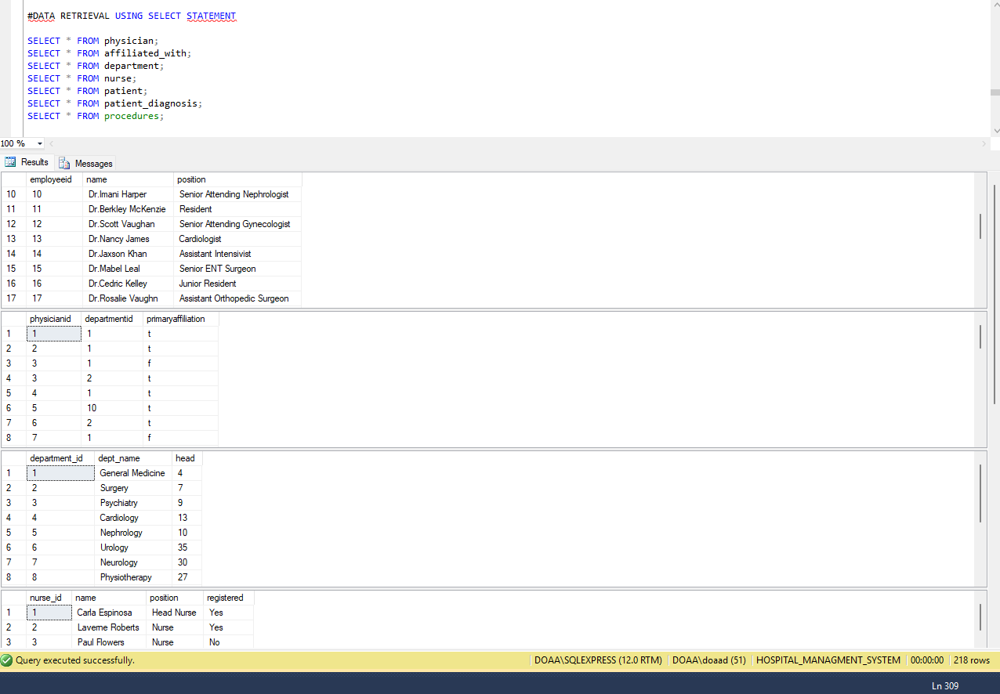 #DATA RETRIEVAL USING SELECT STATEMENT
SELECT * FROM physician;
SELECT * FROM affiliated_with;
SELECT * FROM department;
SELECT * FROM nurse;
SELECT * FROM patient;
SELECT * FROM patient_diagnosis;
SELECT * FROM procedures;
100 %
Results Messages
employeeid name position
10 10 Dr.Imani Harper Senior Attending Nephrologist
11 11 Dr.Berkley McKenzie Resident
12 12 Dr.Scott Vaughan Senior Attending Gynecologist
13 13 Dr.Nancy James Cardiologist
14 14 Dr.Jaxson Khan Assistant Intensivist
15 15 Dr.Mabel Leal Senior ENT Surgeon
16 16 Dr.Cedric Kelley Junior Resident
17 17 Dr.Rosalie Vaughn Assistant Orthopedic Surgeon
physicianid departmentid primaryaffiliation
1 1 1 t
2 2 1 t
3 3 1 f
4 3 2 t
5 4 1 t
6 5 10 t
7 6 2 t
8 7 1 f
department_id dept_name head
1 1 General Medicine 4
2 2 Surgery 7
3 3 Psychiatry 9
4 4 Cardiology 13
5 5 Nephrology 10
6 6 Urology 35
7 7 Neurology 30
8 8 Physiotherapy 27
nurse_id name position registered
1 1 Carla Espinosa Head Nurse Yes
2 2 Laverne Roberts Nurse Yes
3 3 Paul Flowers Nurse No
Query executed successfully. DOAA\SQLEXPRESS (12.0 RTM) DOAA\doaad (51) HOSPITAL_MANAGMENT_SYSTEM 00:00:00 218 rows
Ln 309